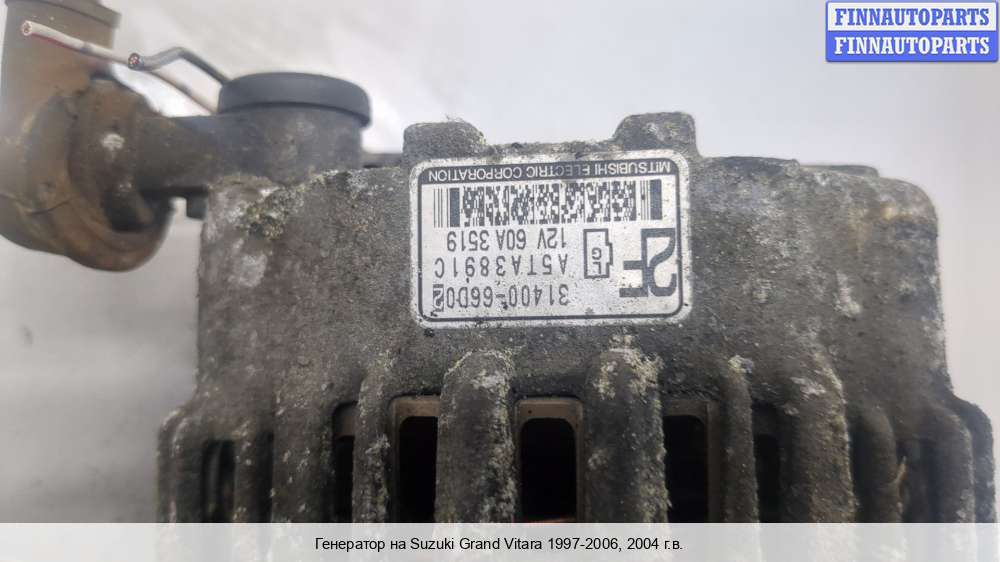 FINNAUTOPARTS
FINNAUTOPARTS
MITSUBISHI ELECTRIC CORPORATION
12V 60A 3519
A5TA3891C
31400-66D02
2F
L
G
Генератор на Suzuki Grand Vitara 1997-2006, 2004 г.в.